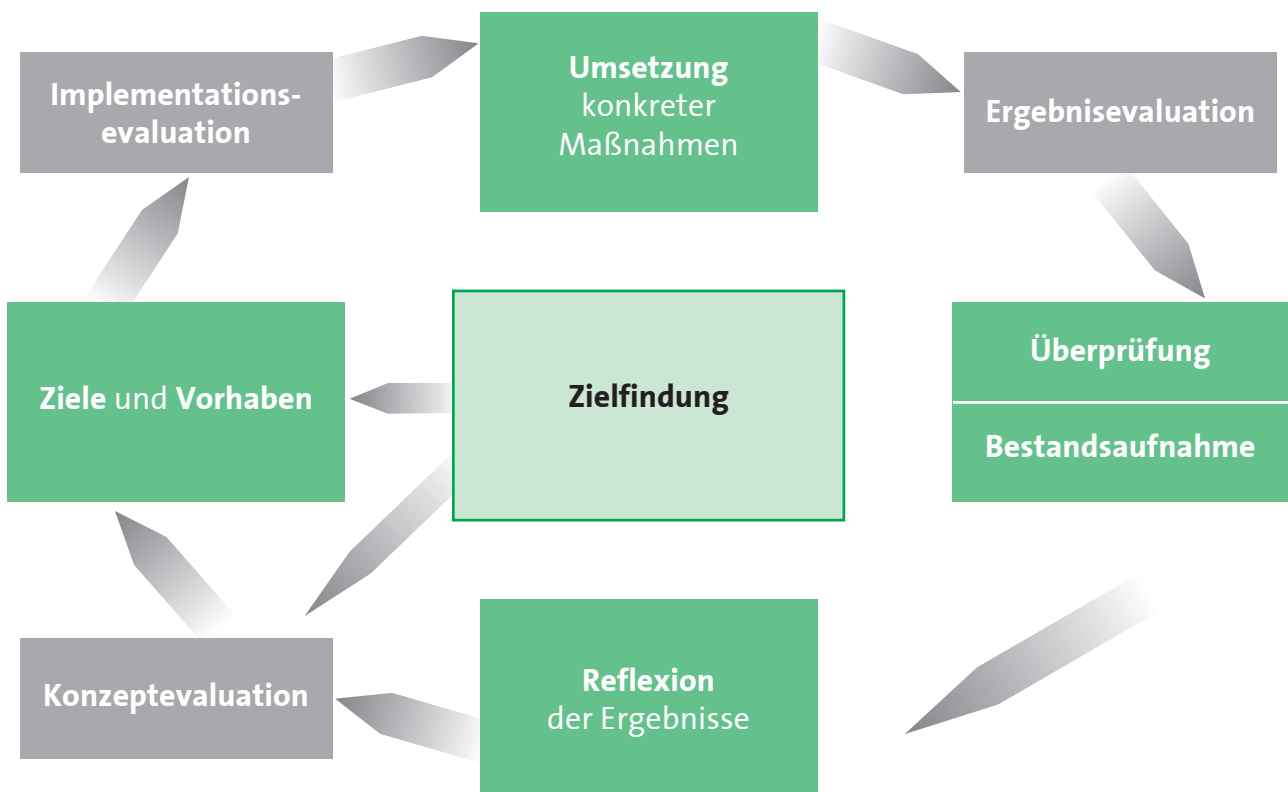 Implementations-
evaluation
Umsetzung
konkreter
Maßnahmen
Ergebnisevaluation
Ziele und Vorhaben
Zielfindung
Überprüfung
Bestandsaufnahme
Konzeptevaluation
Reflexion
der Ergebnisse